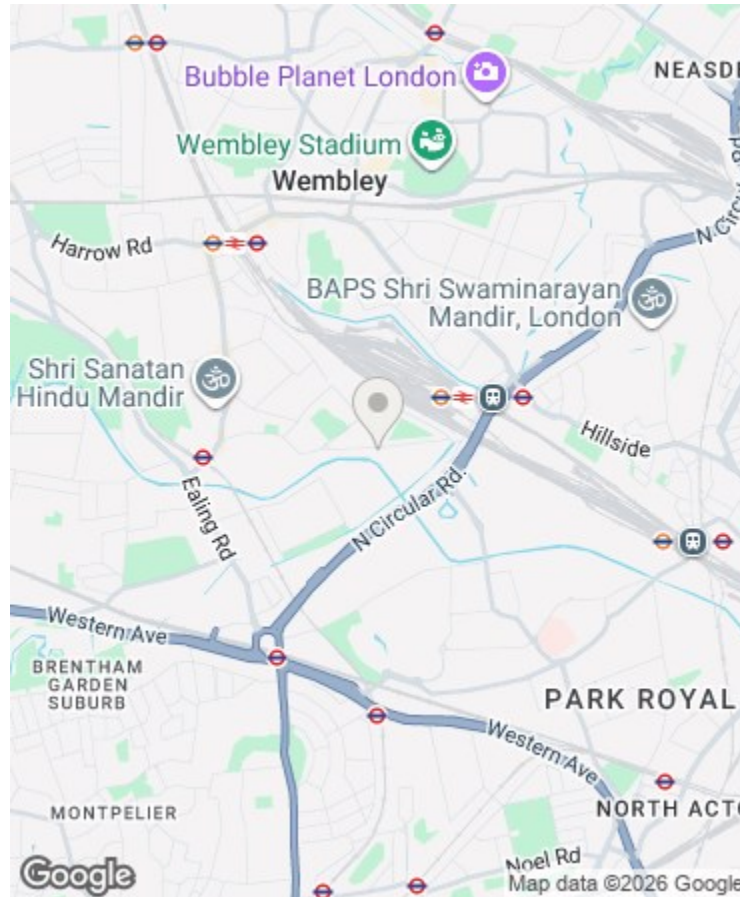 Bubble Planet London
NEASDE
Wembley Stadium
Wembley
N Circular Rd
Harrow Rd
BAPS Shri Swaminarayan
Mandir, London
Shri Sanatan
Hindu Mandir
Hillside
Ealing Rd
N Circular Rd.
Western Ave
BRENTHAM
GARDEN
SUBURB
PARK ROYAL
Western Ave
MONTPELIER
NORTH ACTO
Noel Rd
Google
Map data ©2026 Google